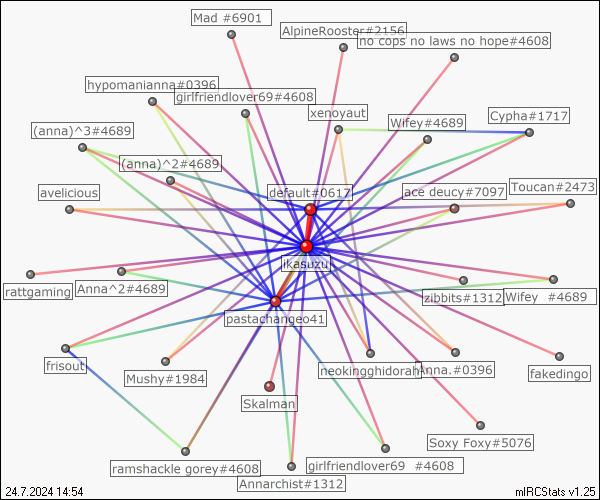 Mad #6901
AlpineRooster#2156
no cops no laws no hope#4608
hypomanianna#0396
girlfriendlover69#4608
xenoyaut
Wifey#4689
Cypha#1717
(anna)^3#4689
(anna)^2#4689
default#0617
ace deucy#7097
Toucan#2473
avelicious
ikasuzu
rattgaming
Anna^2#4689
zibbits#1312
Wifey #4689
pastachangeo41
frisout
Mushy#1984
neokingghidorah
Anna.#0396
fakedingo
Skalman
Soxy Foxy#5076
ramshackle gorey#4608
girlfriendlover69 #4608
Annarchist#1312
24.7.2024 14:54
mIRCStats v1.25